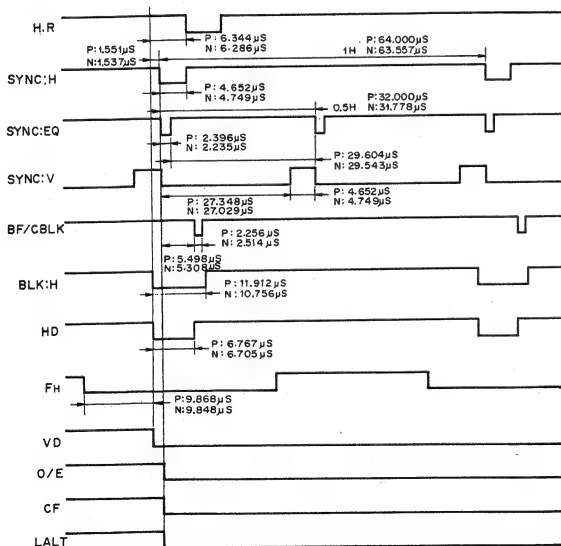 H.R
P: 6.344µS
N: 6.286µS
P:1.551µS
N:1.537µS
1H
P:64.000µS
N:63.557µS
SYNC:H
P: 4.652µS
N: 4.749µS
0.5H
P:32.000µS
N:31.778µS
SYNC:EQ
P: 2.396µS
N: 2.235µS
P:29.604µS
N:29.543µS
SYNC:V
P: 27.348µS
N: 27.029µS
P: 4.652µS
N: 4.749µS
BF/CBLK
P: 2.256µS
N: 2.514µS
P: 5.498µS
N: 5.308µS
BLK:H
P:11.912µS
N: 10.756µS
HD
P: 6.767µS
N: 6.705µS
FH
P:9.868µS
N:9.848µS
VD
O/E
CF
LALT